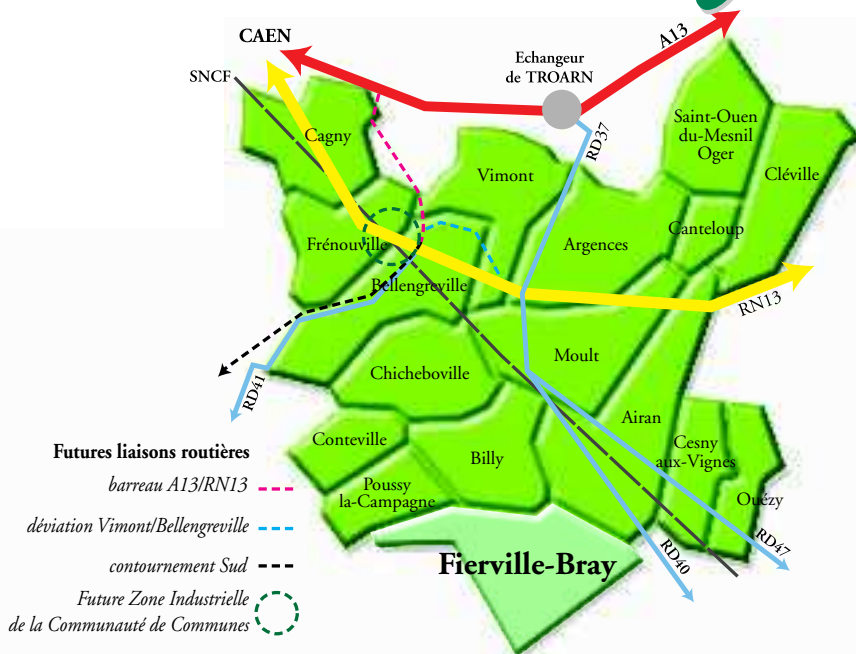 CAEN
A13
Echangeur
de TROARN
SNCF
RD37
Saint-Ouen
du-Mesnil
Oger
Cagny
Vimont
Cléville
Canteloup
Frénouville
Argences
Bellengreville
RN13
Moult
Chicheboville
RD41
Airan
Conteville
Cesny
aux-Vignes
Billy
Futures liaisons routières
barreau A13/RN13
Poussy
la-Campagne
Ouézy
déviation Vimont/Bellengreville
RD47
RD40
contournement Sud
Fierville-Bray
Future Zone Industrielle
de la Communauté de Communes